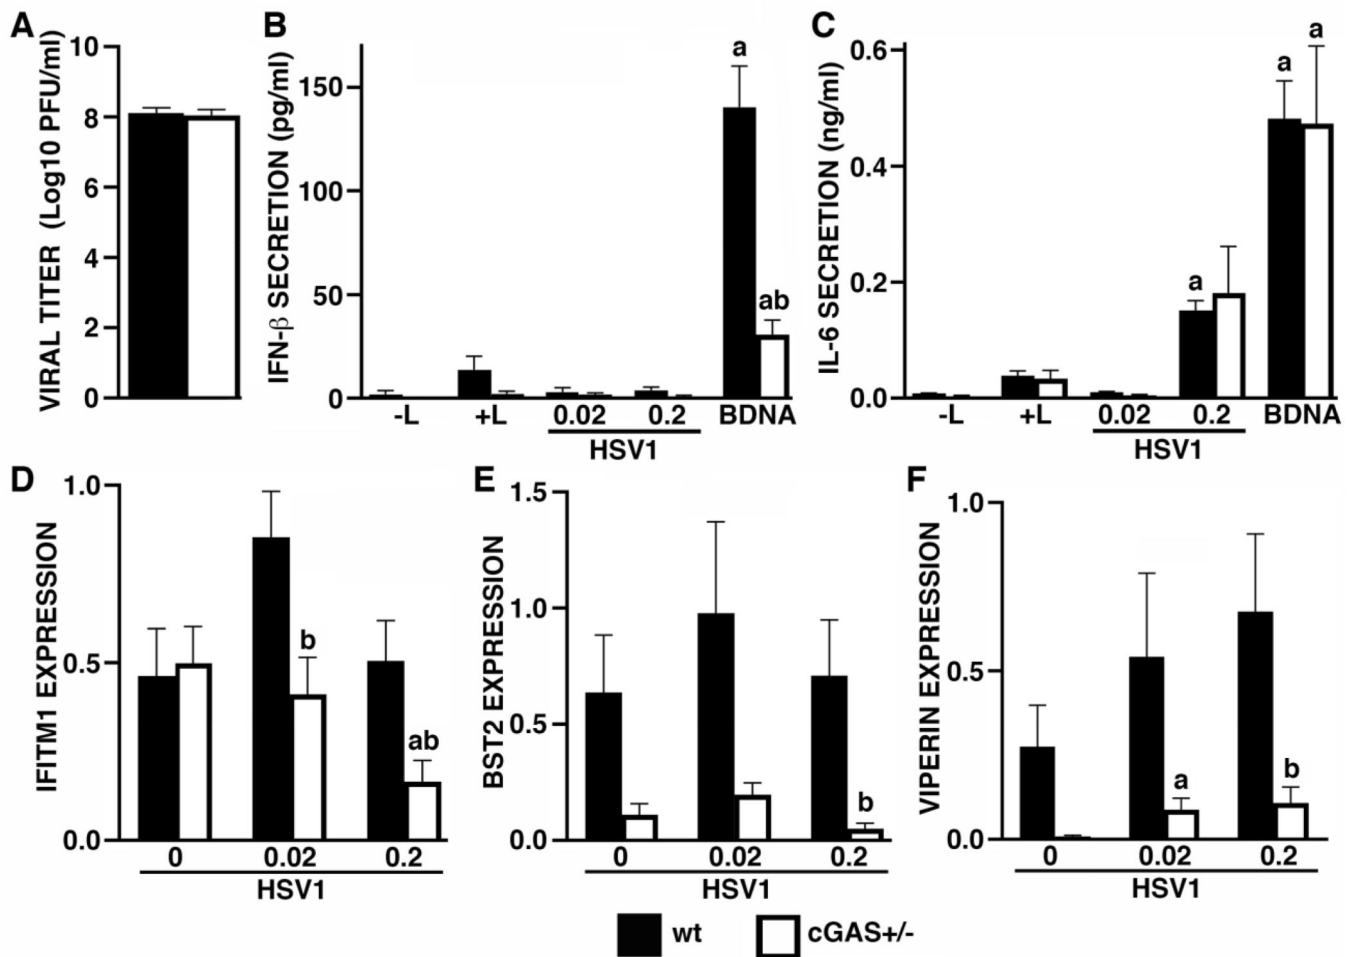 A
VIRAL TITER (Log10 PFU/ml)
10
8
6
4
2
0
B
IFN-β SECRETION (pg/ml)
150
100
50
0
a
ab
-L +L 0.02 0.2 BDNA
HSV1
C
IL-6 SECRETION (ng/ml)
0.6
0.4
0.2
0.0
a
a
a
-L +L 0.02 0.2 BDNA
HSV1
D
IFITM1 EXPRESSION
1.0
0.5
0.0
b
ab
0 0.02 0.2
HSV1
E
BST2 EXPRESSION
1.5
1.0
0.5
0.0
b
0 0.02 0.2
HSV1
F
VIPERIN EXPRESSION
1.0
0.5
0.0
a
b
0 0.02 0.2
HSV1
wt cGAS+/-